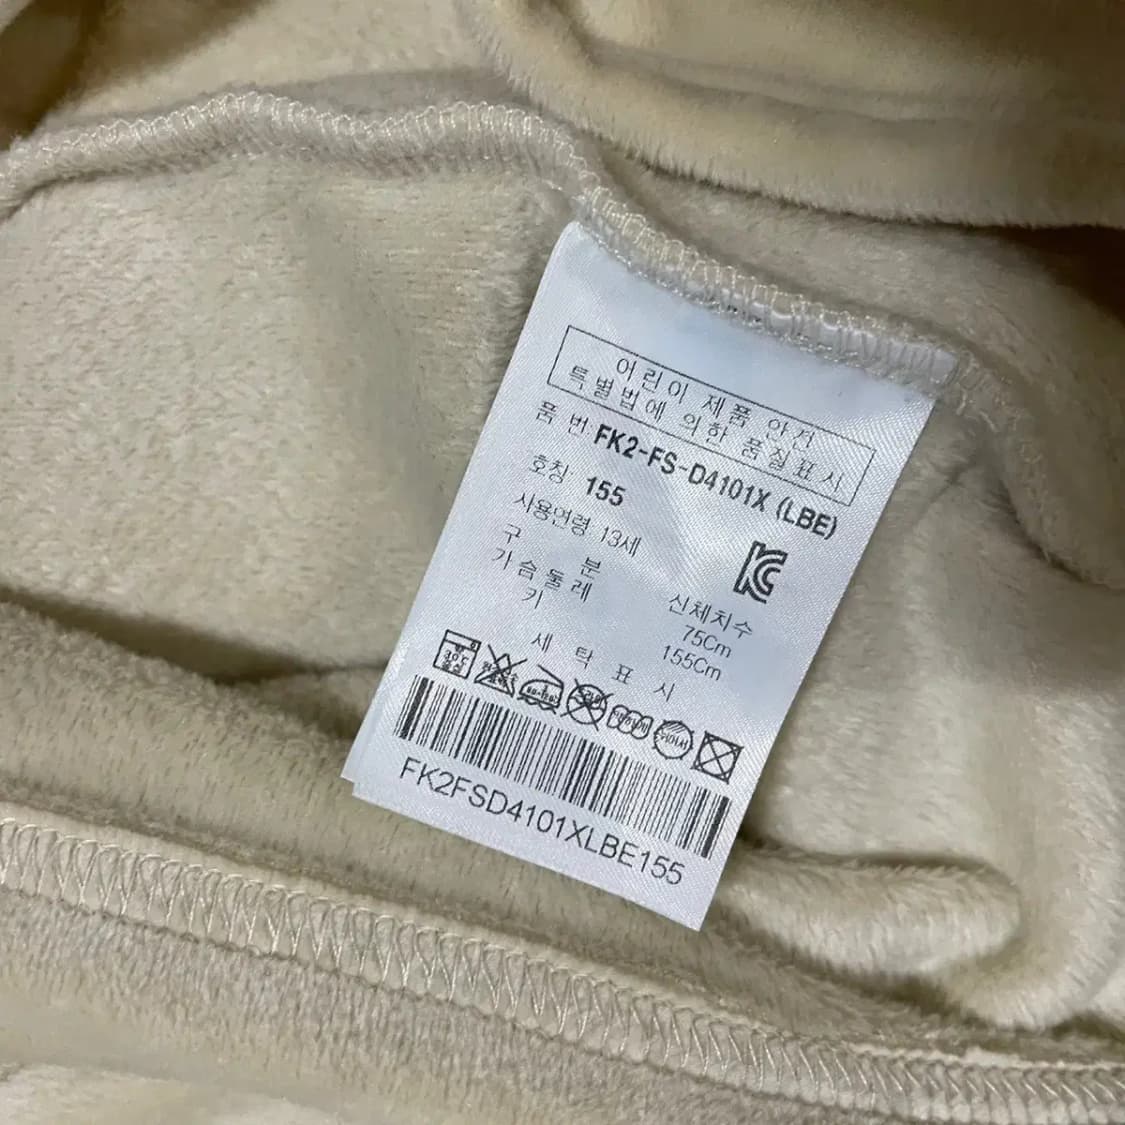 어린이 제품 안전
특별법에 의한 품질표시
품 번 FK2-FS-D4101X (LBE)
호칭 155
사용연령 13세
구 분 신체치수
가슴둘레 75Cm
키 155Cm
세 탁 표 시
FK2FSD4101XLBE155